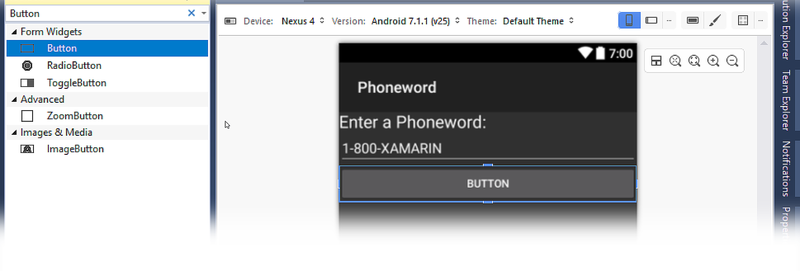 Button
Form Widgets
Button
RadioButton
ToggleButton
Advanced
ZoomButton
Images & Media
ImageButton
Device: Nexus 4 Version: Android 7.1.1 (v25) Theme: Default Theme
7:00
Phoneword
Enter a Phoneword:
1-800-XAMARIN
BUTTON
ution Explorer
Team Explorer
Notifications